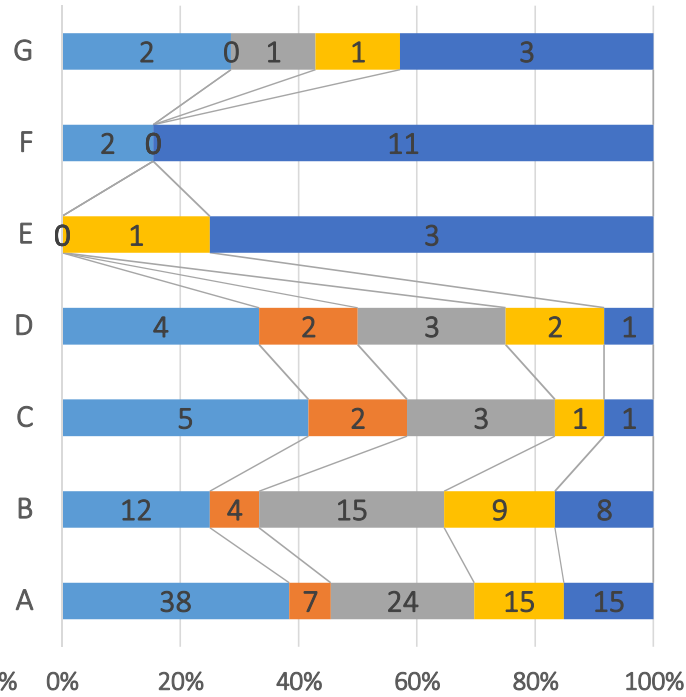 G 2 0 1 1 3
F 2 0 11
E 0 1 3
D 4 2 3 2 1
C 5 2 3 1 1
B 12 4 15 9 8
A 38 7 24 15 15
% 0% 20% 40% 60% 80% 100%